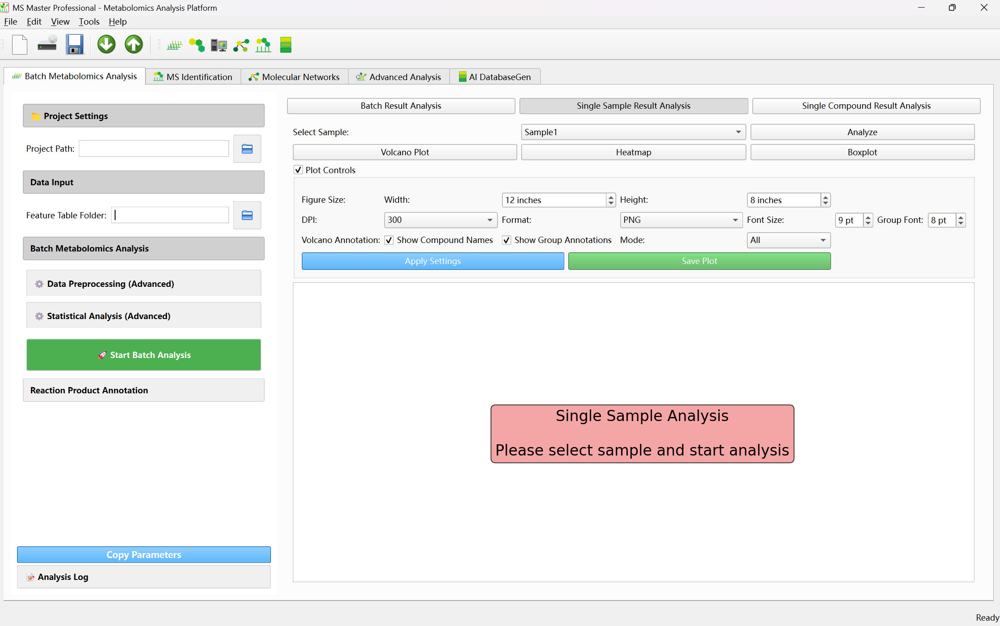 MS Master Professional - Metabolomics Analysis Platform
File Edit View Tools Help
Batch Metabolomics Analysis MS Identification Molecular Networks Advanced Analysis AI DatabaseGen
Project Settings
Project Path:
Data Input
Feature Table Folder:
Batch Metabolomics Analysis
Data Preprocessing (Advanced)
Statistical Analysis (Advanced)
Start Batch Analysis
Reaction Product Annotation
Copy Parameters
Analysis Log
Batch Result Analysis Single Sample Result Analysis Single Compound Result Analysis
Select Sample: Sample1 Analyze
Volcano Plot Heatmap Boxplot
Plot Controls
Figure Size: Width: 12 inches Height: 8 inches
DPI: 300 Format: PNG Font Size: 9 pt Group Font: 8 pt
Volcano Annotation: Show Compound Names Show Group Annotations Mode: All
Apply Settings Save Plot
Single Sample Analysis
Please select sample and start analysis
Ready